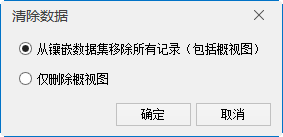 清除数据
从镶嵌数据集移除所有记录（包括概视图）
仅删除概视图
确定
取消